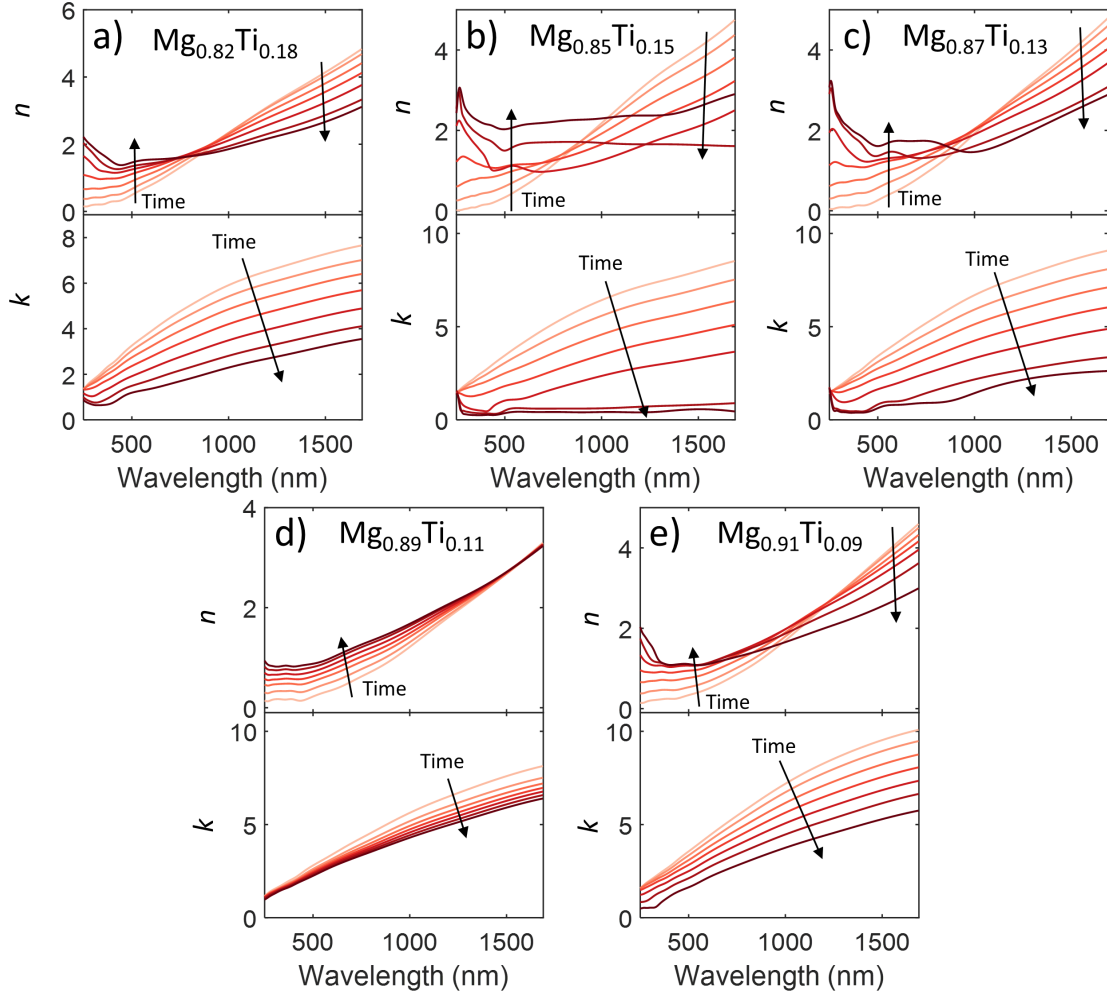 a) Mg0.82Ti0.18
6
4
2
0
n
Time
8
6
4
2
0
k
Time
500 1000 1500
Wavelength (nm)
b) Mg0.85Ti0.15
4
2
0
n
Time
10
5
0
k
Time
500 1000 1500
Wavelength (nm)
c) Mg0.87Ti0.13
4
2
0
n
Time
10
5
0
k
Time
500 1000 1500
Wavelength (nm)
d) Mg0.89Ti0.11
4
2
0
n
Time
10
5
0
k
Time
500 1000 1500
Wavelength (nm)
e) Mg0.91Ti0.09
4
2
0
n
Time
10
5
0
k
Time
500 1000 1500
Wavelength (nm)